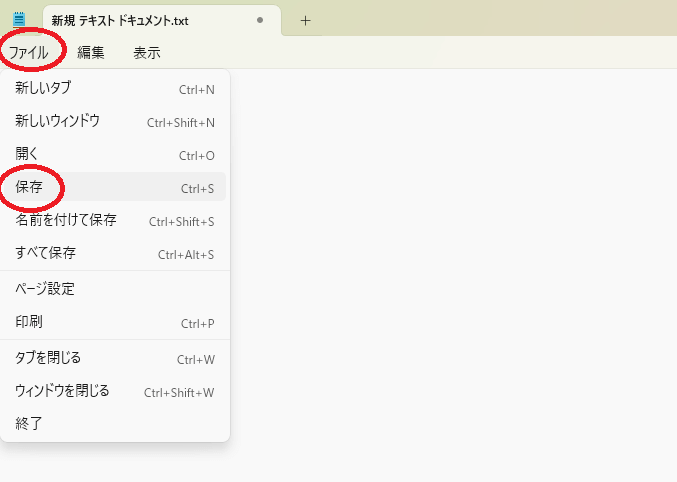 新規 テキスト ドキュメント.txt
ファイル 編集 表示
新しいタブ Ctrl+N
新しいウィンドウ Ctrl+Shift+N
開く Ctrl+O
保存 Ctrl+S
名前を付けて保存 Ctrl+Shift+S
すべて保存 Ctrl+Alt+S
ページ設定
印刷 Ctrl+P
タブを閉じる Ctrl+W
ウィンドウを閉じる Ctrl+Shift+W
終了